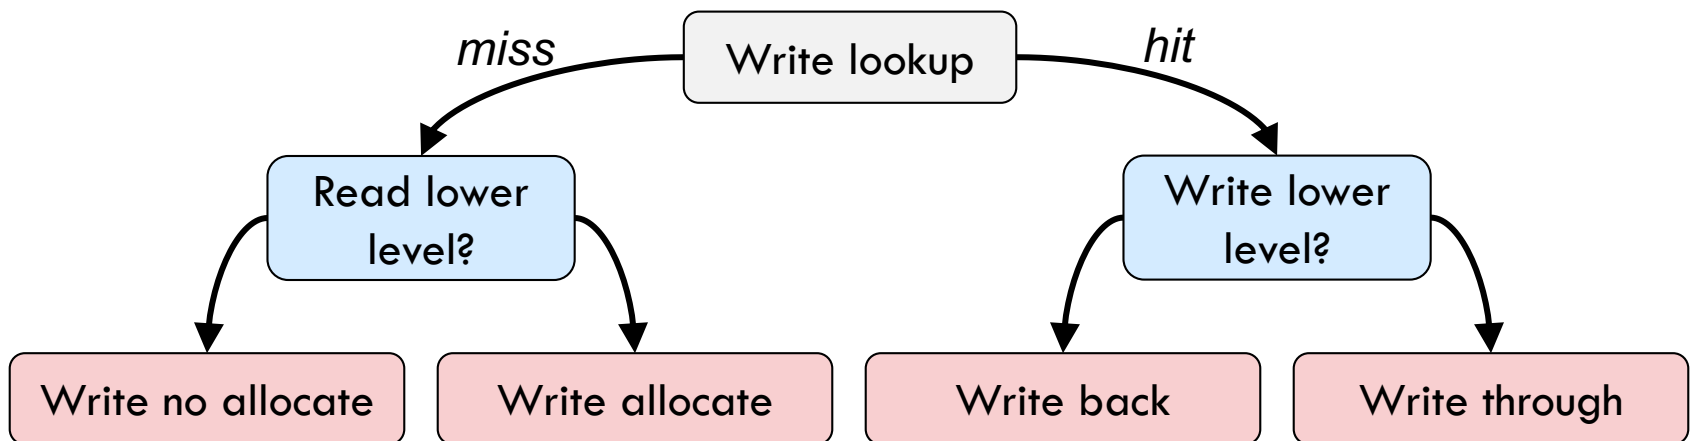 miss
Write lookup
hit
Read lower
level?
Write lower
level?
Write no allocate
Write allocate
Write back
Write through